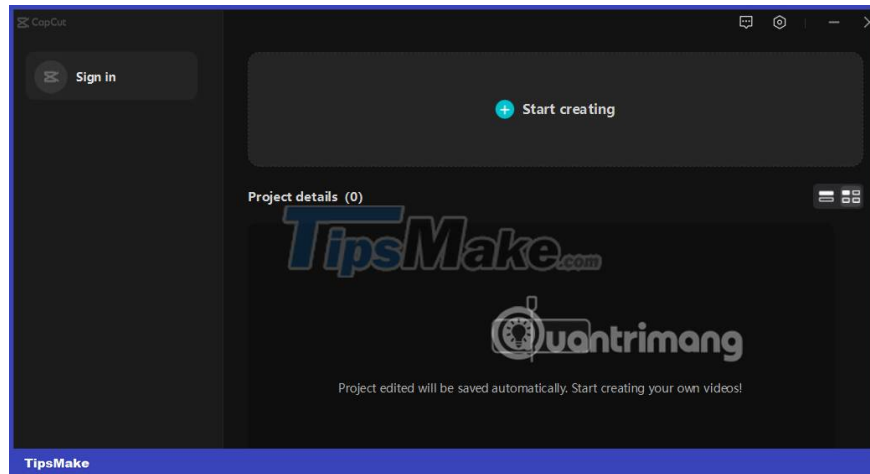 CapCut
Sign in
Start creating
Project details (0)
TipsMake.com
Quantrimang
Project edited will be saved automatically. Start creating your own videos!
TipsMake